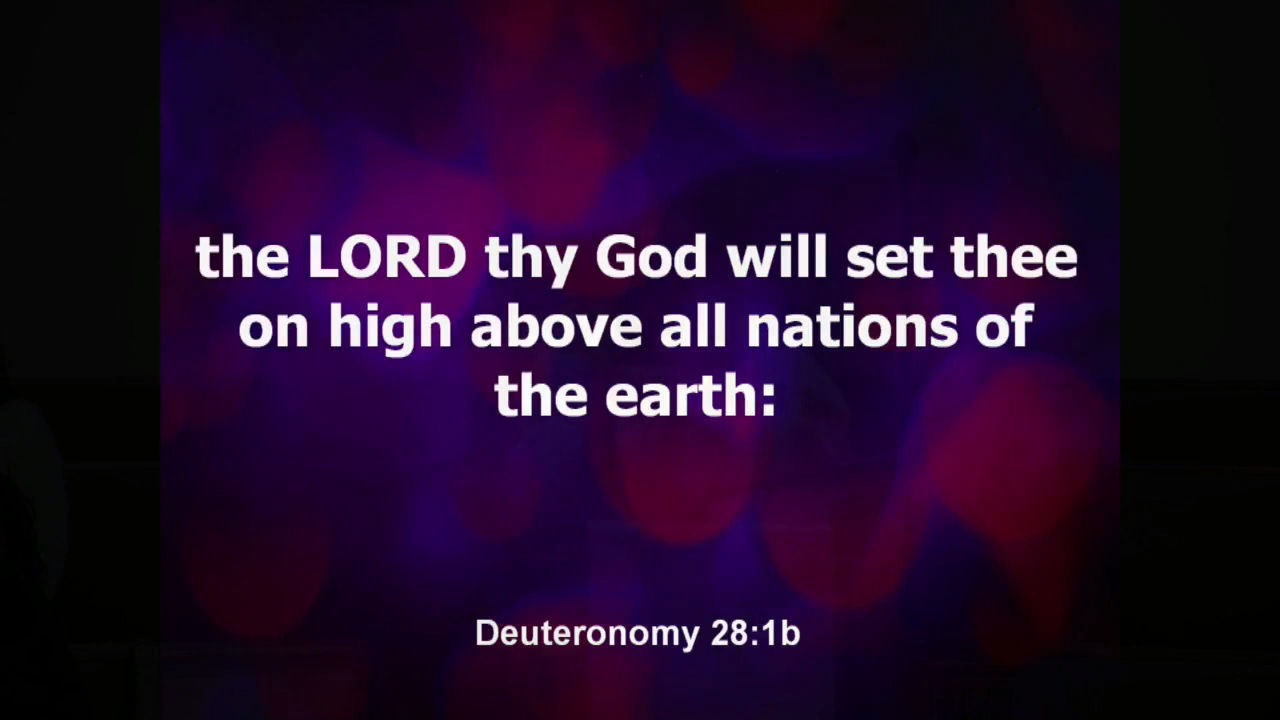 the LORD thy God will set thee
on high above all nations of
the earth:
Deuteronomy 28:1b